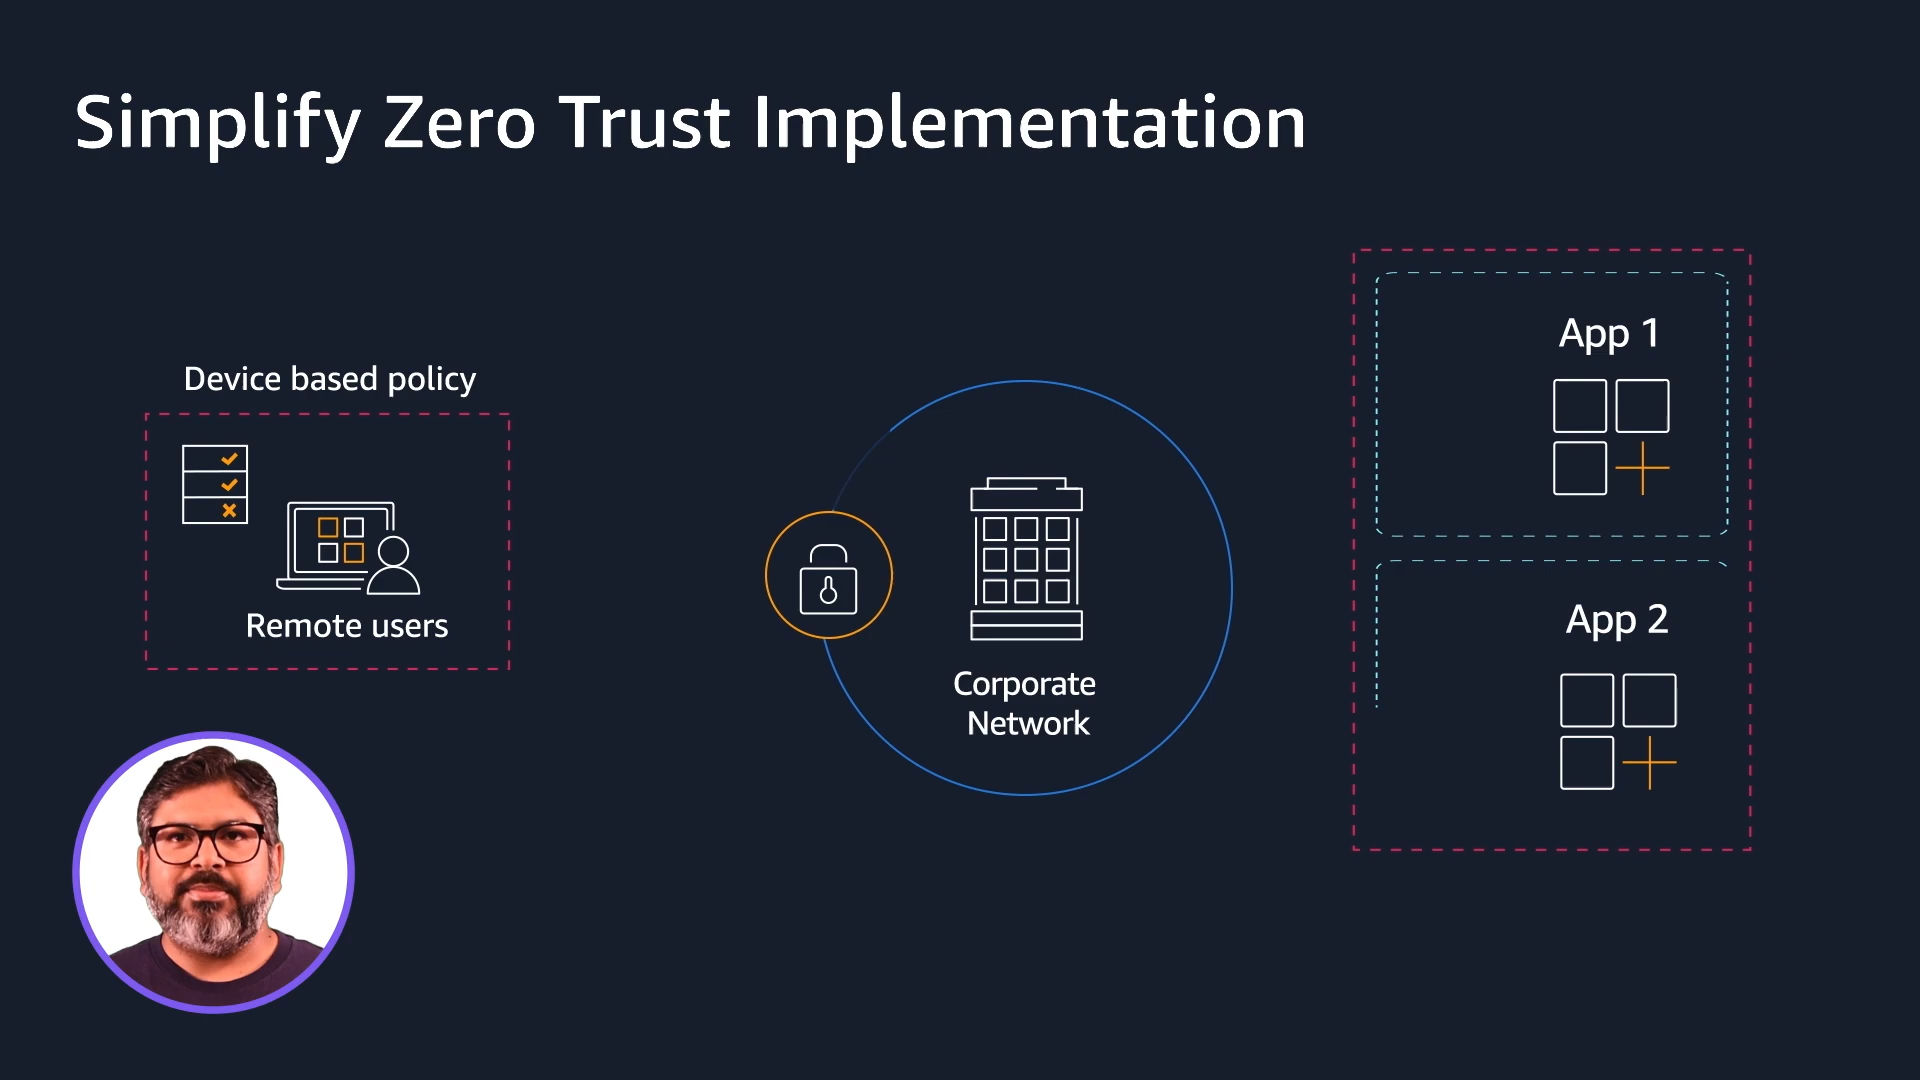 Simplify Zero Trust Implementation
Device based policy
Remote users
Corporate
Network
App 1
App 2